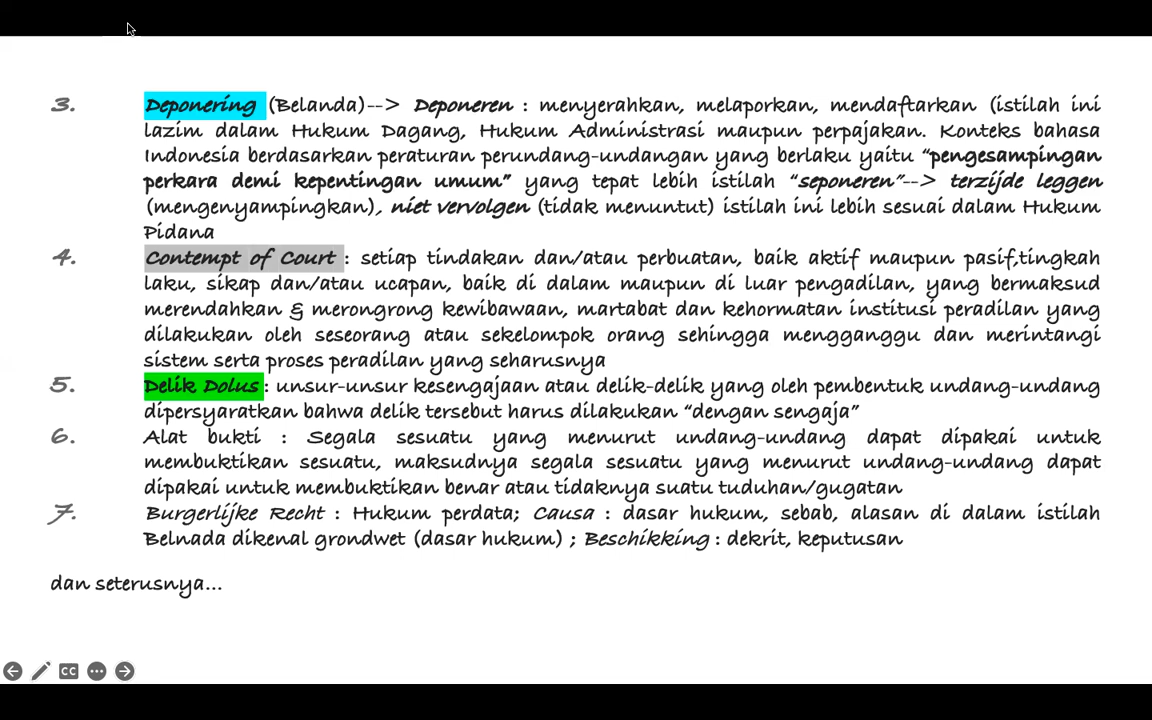 3. Deponering (Belanda)--> Deponeren : menyerahkan, melaporkan, mendaftarkan (istilah ini
lazim dalam Hukum Dagang, Hukum Administrasi maupun perpajakan. Konteks bahasa
Indonesia berdasarkan peraturan perundang-undangan yang berlaku yaitu “pengesampingan
perkara demi kepentingan umum” yang tepat lebih istilah “seponeren”--> terzijde leggen
(mengenyampingkan), niet vervolgen (tidak menuntut) istilah ini lebih sesuai dalam Hukum
Pidana
4. Contempt of Court : setiap tindakan dan/atau perbuatan, baik aktif maupun pasif,tingkah
laku, sikap dan/atau ucapan, baik di dalam maupun di luar pengadilan, yang bermaksud
merendahkan & merongrong kewibawaan, martabat dan kehormatan institusi peradilan yang
dilakukan oleh seseorang atau sekelompok orang sehingga mengganggu dan merintangi
sistem serta proses peradilan yang seharusnya
5. Delik Dolus : unsur-unsur kesengajaan atau delik-delik yang oleh pembentuk undang-undang
dipersyaratkan bahwa delik tersebut harus dilakukan “dengan sengaja”
6. Alat bukti : Segala sesuatu yang menurut undang-undang dapat dipakai untuk
membuktikan sesuatu, maksudnya segala sesuatu yang menurut undang-undang dapat
dipakai untuk membuktikan benar atau tidaknya suatu tuduhan/gugatan
7. Burgerlijke Recht : Hukum perdata; Causa : dasar hukum, sebab, alasan di dalam istilah
Belnada dikenal grondwet (dasar hukum) ; Beschikking : dekrit, keputusan
dan seterusnya...
CC